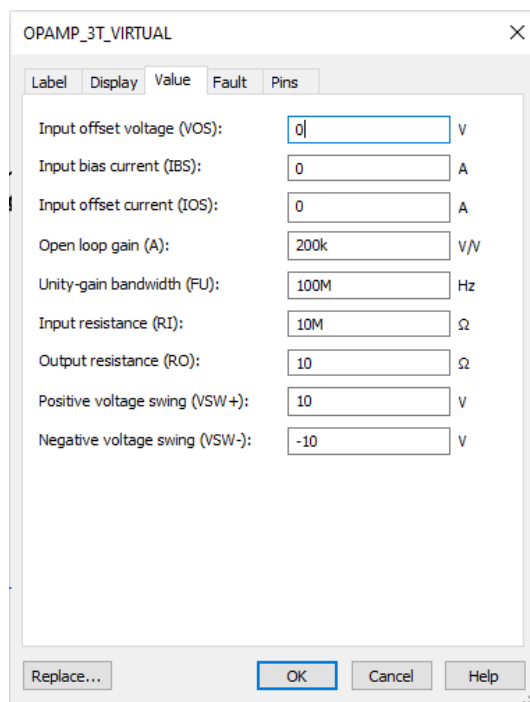 OPAMP_3T_VIRTUAL
Label Display Value Fault Pins
Input offset voltage (VOS): 0 V
Input bias current (IBS): 0 A
Input offset current (IOS): 0 A
Open loop gain (A): 200k V/V
Unity-gain bandwidth (FU): 100M Hz
Input resistance (RI): 10M Ω
Output resistance (RO): 10 Ω
Positive voltage swing (VSW+): 10 V
Negative voltage swing (VSW-): -10 V
Replace... OK Cancel Help